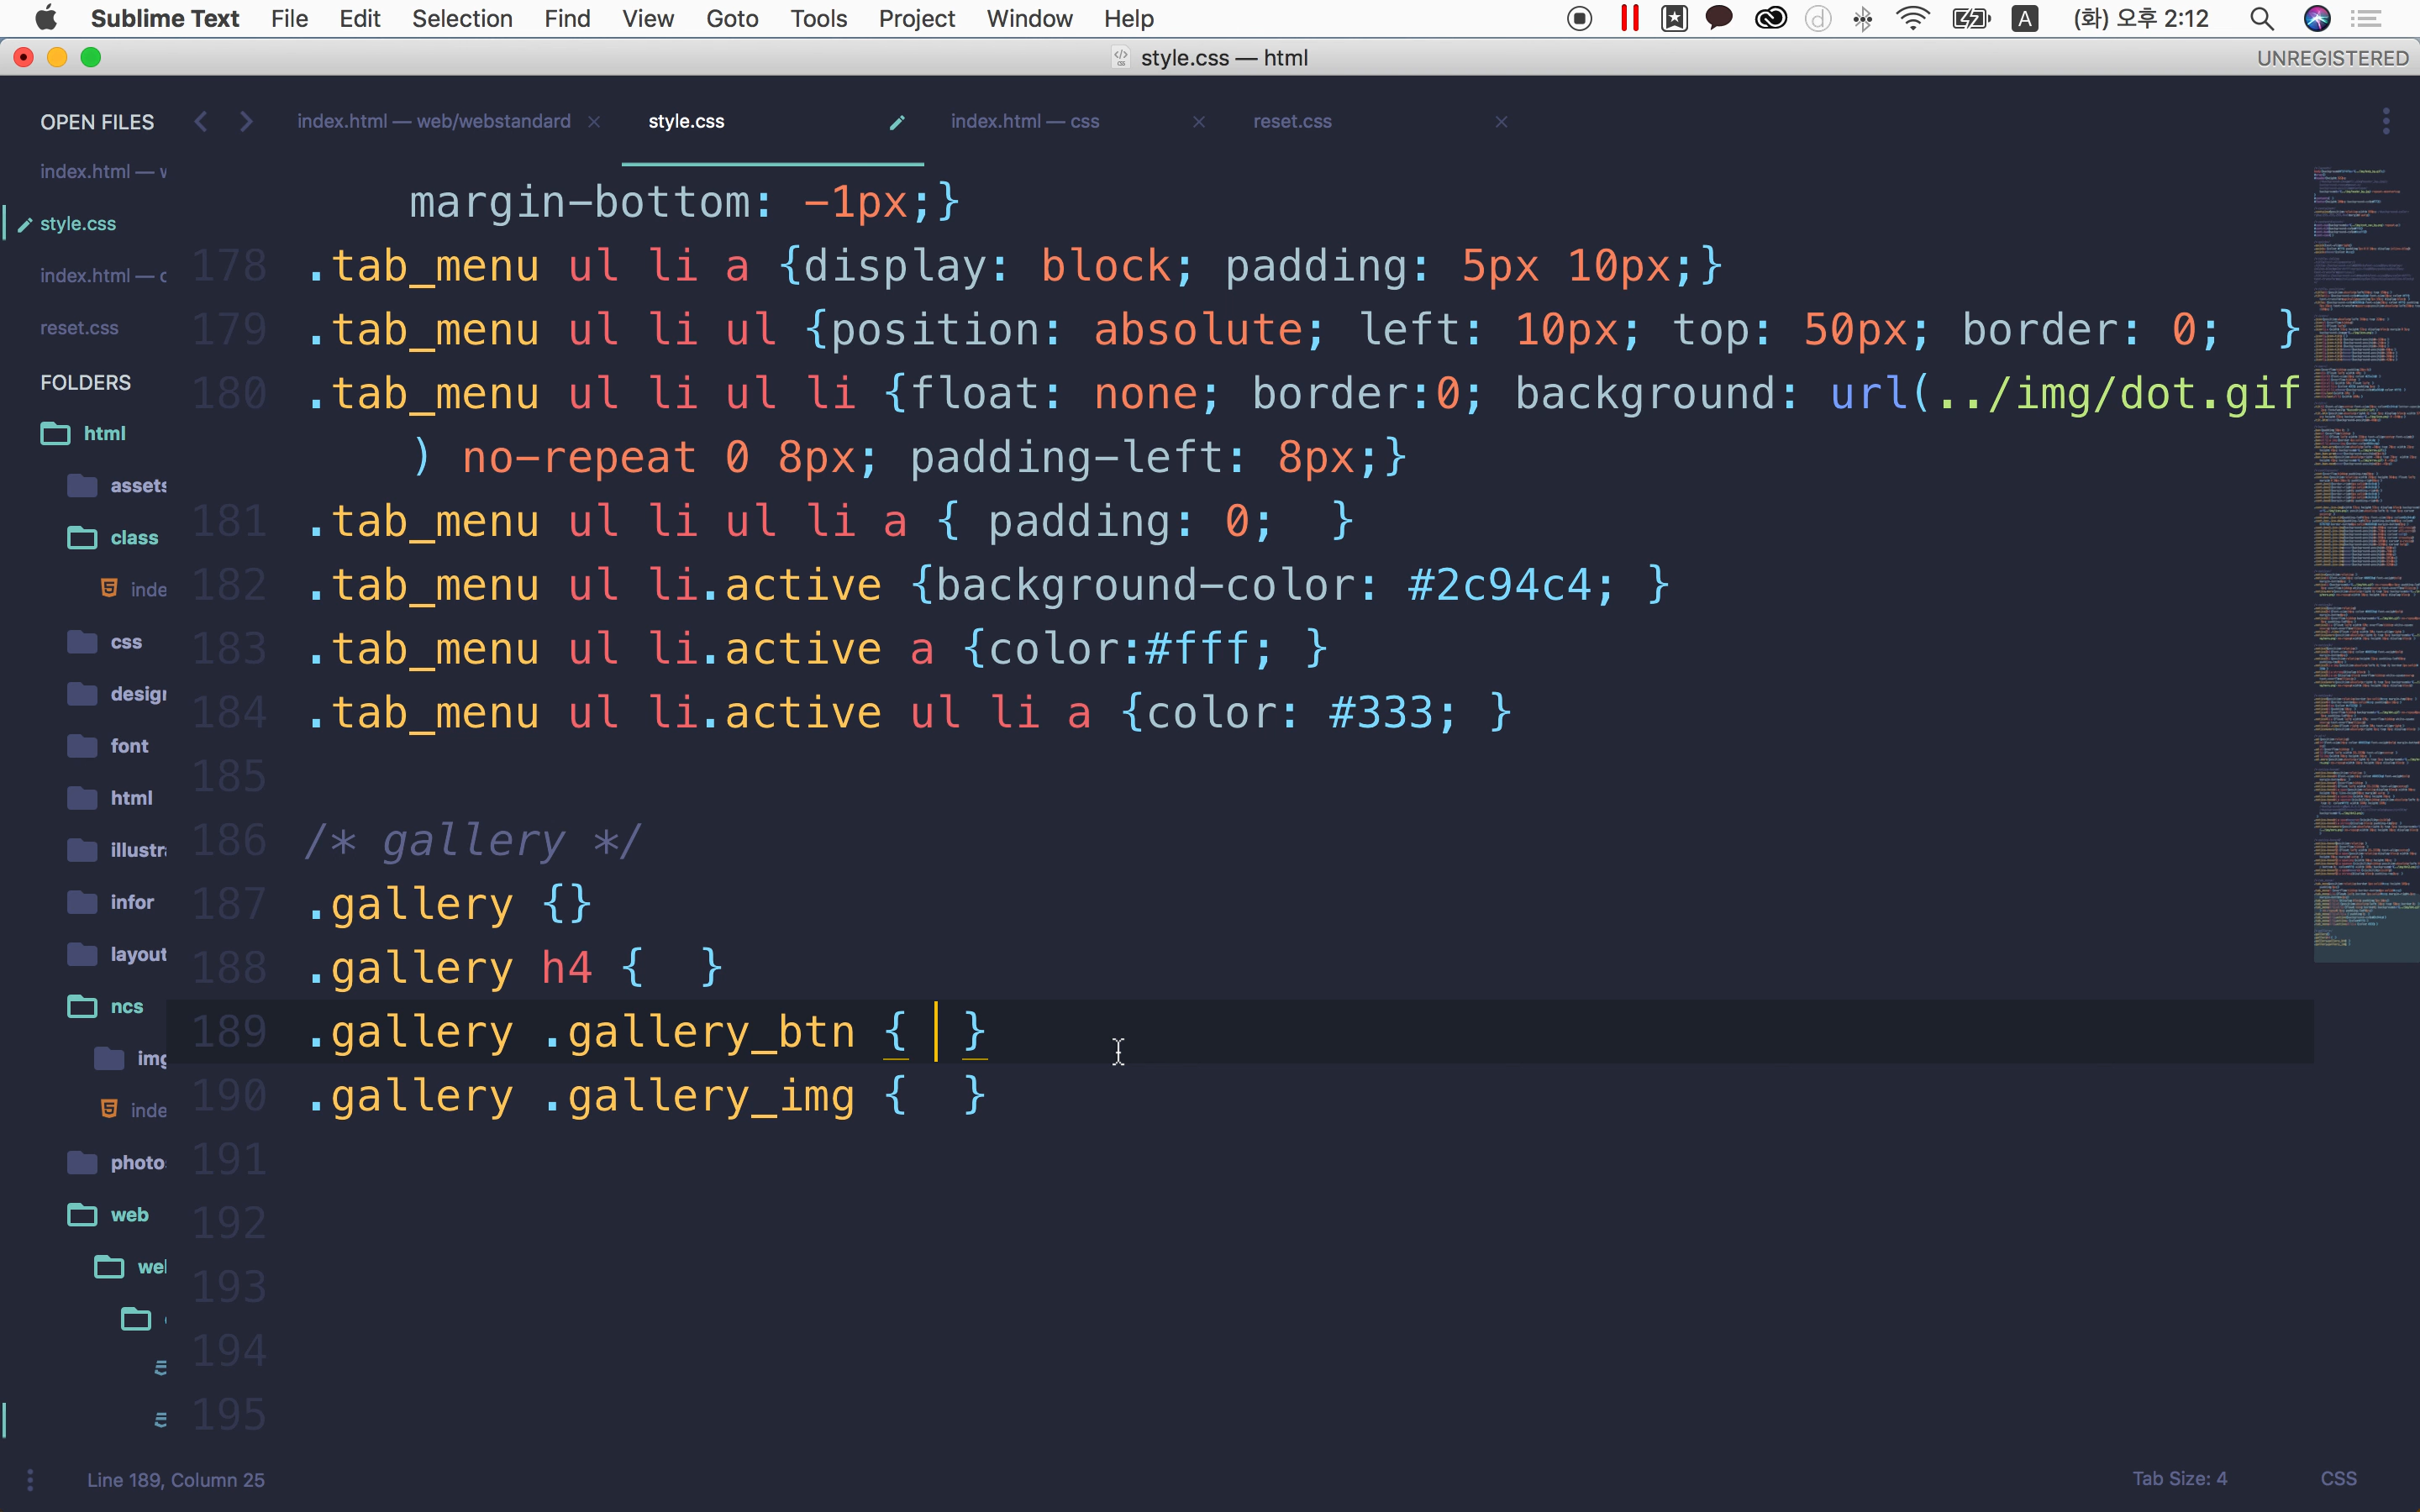 Sublime Text File Edit Selection Find View Goto Tools Project Window Help A (화) 오후 2:12
style.css — html UNREGISTERED
OPEN FILES index.html — web/webstandard style.css index.html — css reset.css
index.html —
style.css
index.html —
reset.css
FOLDERS
html
assets
class
inde
css
desigr
font
html
illustr
infor
layout
ncs
img
inde
photo
web
we
margin-bottom: -1px;}
178 .tab_menu ul li a {display: block; padding: 5px 10px;}
179 .tab_menu ul li ul {position: absolute; left: 10px; top: 50px; border: 0;  }
180 .tab_menu ul li ul li {float: none; border:0; background: url(../img/dot.gif
) no-repeat 0 8px; padding-left: 8px;}
181 .tab_menu ul li ul li a { padding: 0;  }
182 .tab_menu ul li.active {background-color: #2c94c4; }
183 .tab_menu ul li.active a {color:#fff; }
184 .tab_menu ul li.active ul li a {color: #333; }
185
186 /* gallery */
187 .gallery {}
188 .gallery h4 {  }
189 .gallery .gallery_btn {  }
190 .gallery .gallery_img {  }
191
192
193
194
195
Line 189, Column 25 Tab Size: 4 CSS